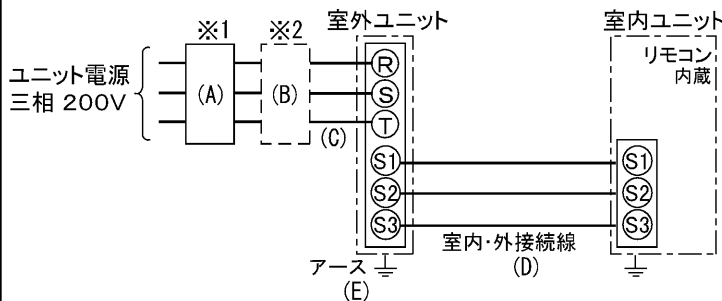 ※1
※2
室外ユニット
室内ユニット
ユニット電源
三相 200V
(A)
(B)
(C)
R
S
T
S1
S2
S3
リモコン
内蔵
S1
S2
S3
室内・外接続線
(D)
アース
(E)